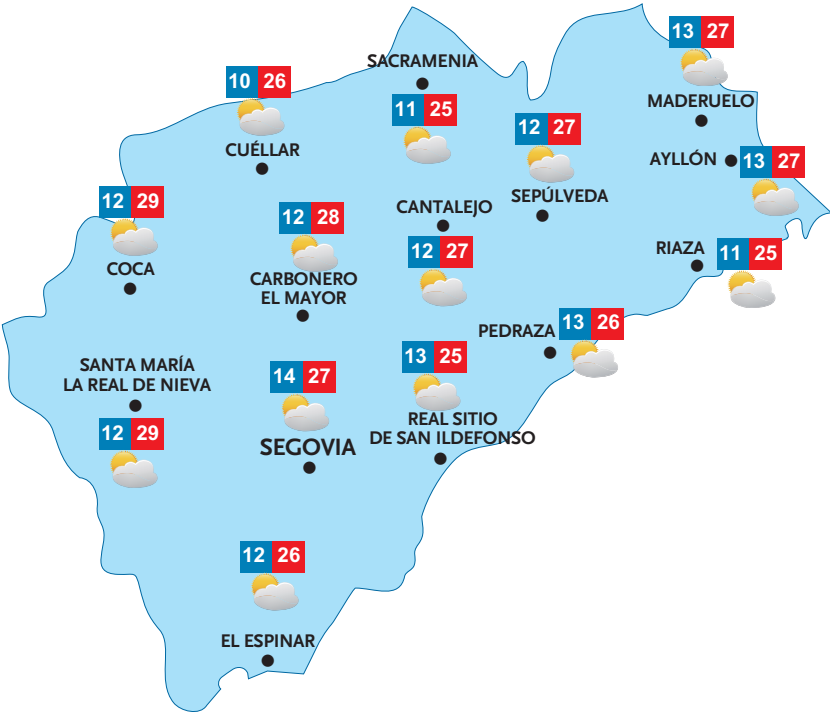 13 27
MADERUELO
SACRAMENIA
11 25
10 26
CUÉLLAR
12 27
SEPÚLVEDA
AYLLÓN
13 27
12 29
COCA
12 28
CARBONERO
EL MAYOR
CANTALEJO
12 27
RIAZA
11 25
PEDRAZA
13 26
SANTA MARÍA
LA REAL DE NIEVA
12 29
14 27
SEGOVIA
13 25
REAL SITIO
DE SAN ILDEFONSO
12 26
EL ESPINAR